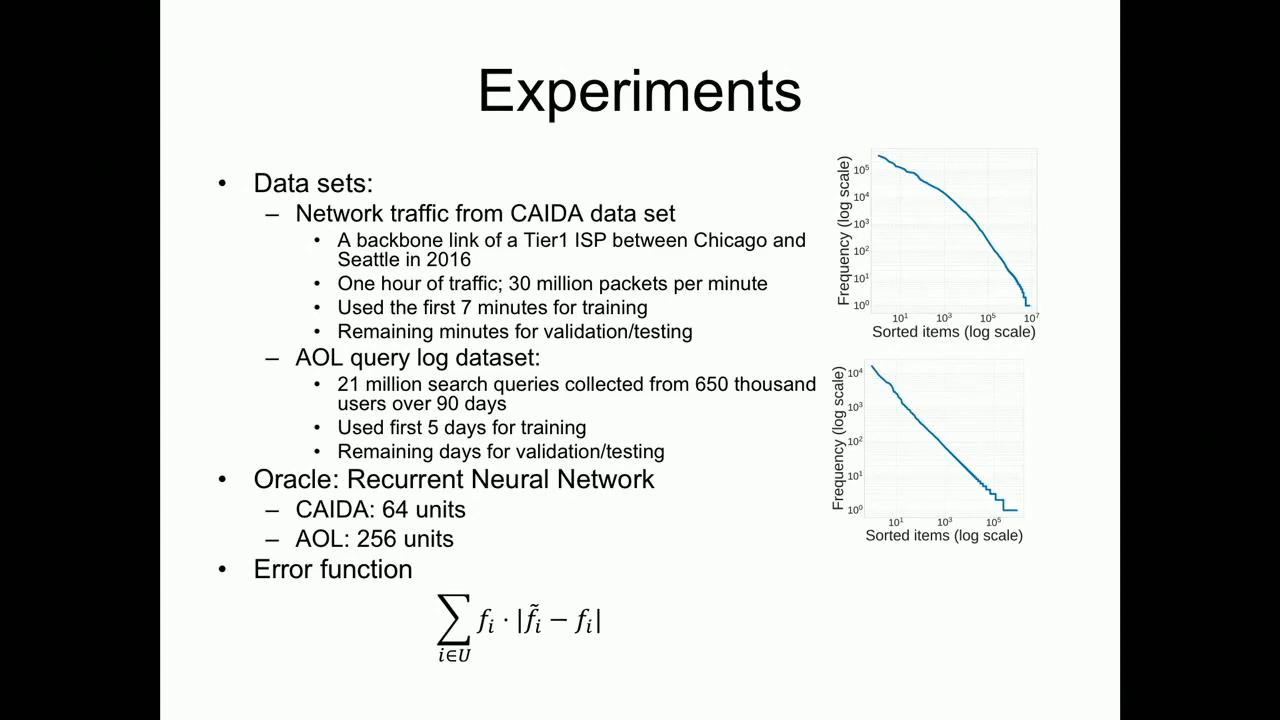 Experiments
• Data sets:
– Network traffic from CAIDA data set
• A backbone link of a Tier1 ISP between Chicago and
Seattle in 2016
• One hour of traffic; 30 million packets per minute
• Used the first 7 minutes for training
• Remaining minutes for validation/testing
– AOL query log dataset:
• 21 million search queries collected from 650 thousand
users over 90 days
• Used first 5 days for training
• Remaining days for validation/testing
• Oracle: Recurrent Neural Network
– CAIDA: 64 units
– AOL: 256 units
• Error function
∑ fᵢ · |f̃ᵢ − fᵢ|
i∈U
Frequency (log scale)
10⁵
10⁴
10³
10²
10¹
10⁰
10¹ 10³ 10⁵ 10⁷
Sorted items (log scale)
Frequency (log scale)
10⁴
10³
10²
10¹
10⁰
10¹ 10³ 10⁵
Sorted items (log scale)